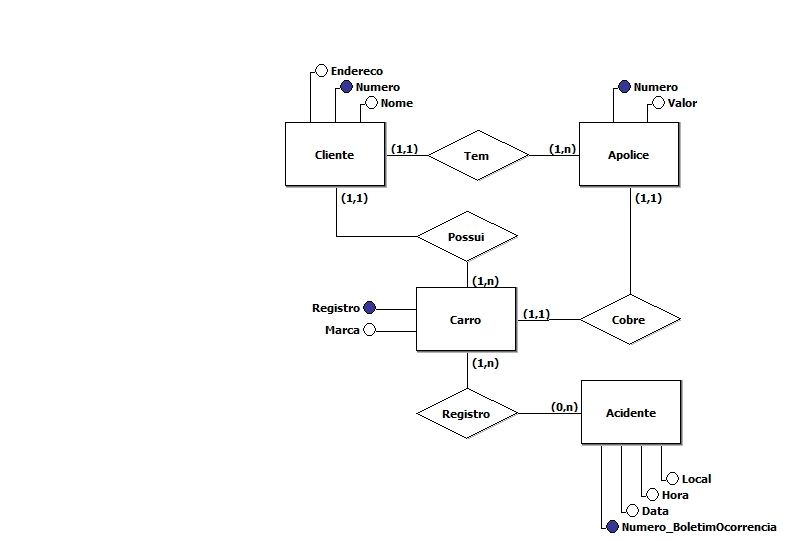 Endereco
Numero
Nome
Numero
Valor
Cliente
(1,1)
Tem
(1,n)
Apolice
(1,1)
(1,1)
Possui
(1,n)
Registro
Marca
Carro
(1,1)
Cobre
(1,n)
Registro
(0,n)
Acidente
Local
Hora
Data
Numero_BoletimOcorrencia